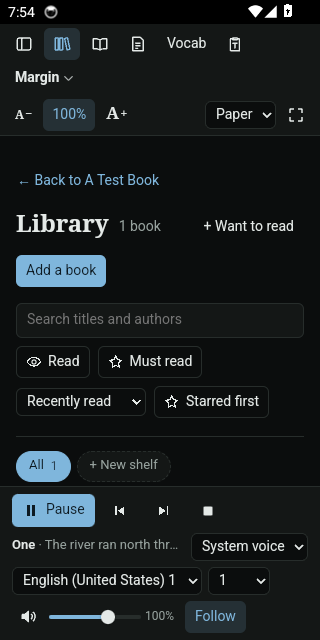 7:54
Vocab
Margin
A−
100%
A+
Paper
← Back to A Test Book
Library 1 book + Want to read
Add a book
Search titles and authors
Read
Must read
Recently read
Starred first
All 1
+ New shelf
Pause
One · The river ran north thr...
System voice
English (United States) 1
1
100%
Follow